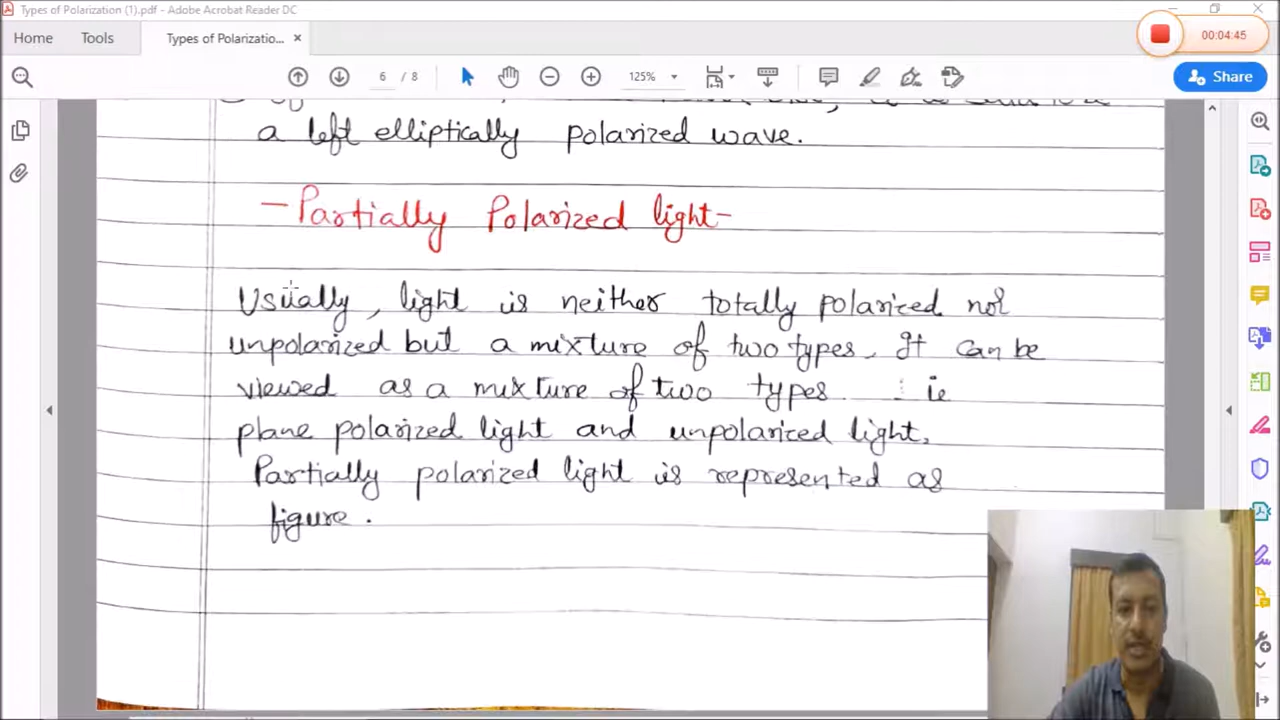 Types of Polarization (1).pdf - Adobe Acrobat Reader DC
00:04:45
Home Tools Types of Polarizatio... ×
6 / 8 125% Share
a left elliptically polarized wave.
- Partially Polarized light -
Usually, light is neither totally polarized nor
unpolarized but a mixture of two types. It can be
viewed as a mixture of two types ie
plane polarized light and unpolarized light.
Partially polarized light is represented as
figure.